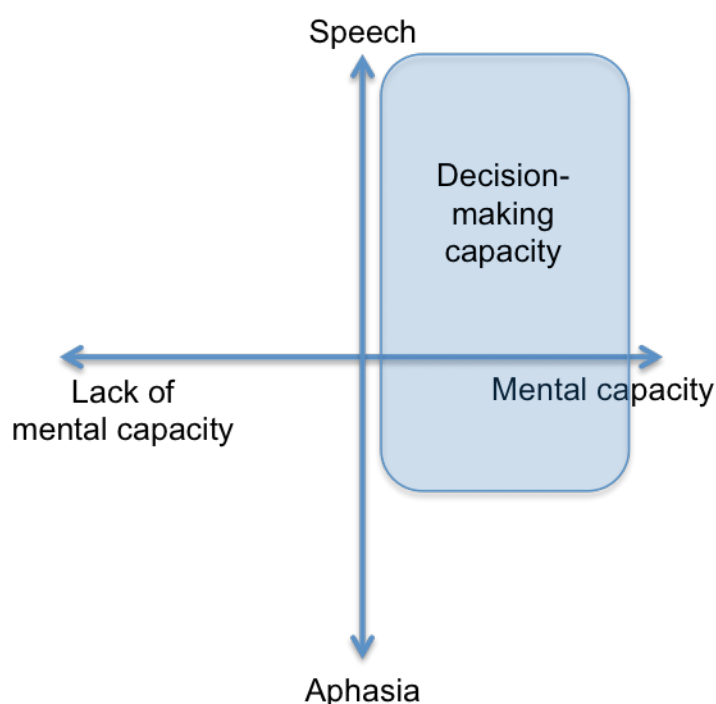 Speech
Decision-
making
capacity
Lack of
mental capacity
Mental capacity
Aphasia